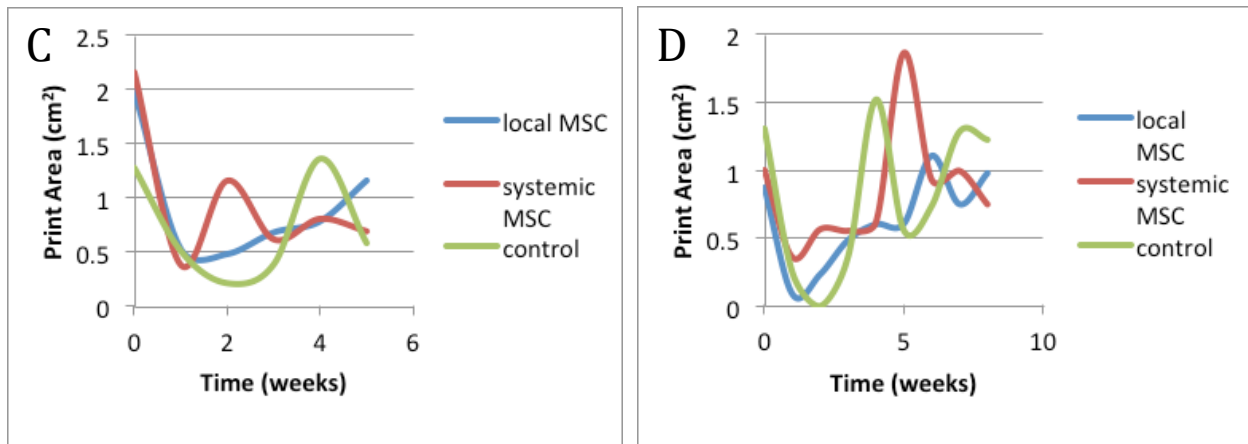 C
2.5
2
1.5
1
0.5
0
0 2 4 6
Print Area (cm²)
Time (weeks)
local MSC
systemic
MSC
control
D
2
1.5
1
0.5
0
0 5 10
Print Area (cm²)
Time (weeks)
local
MSC
systemic
MSC
control